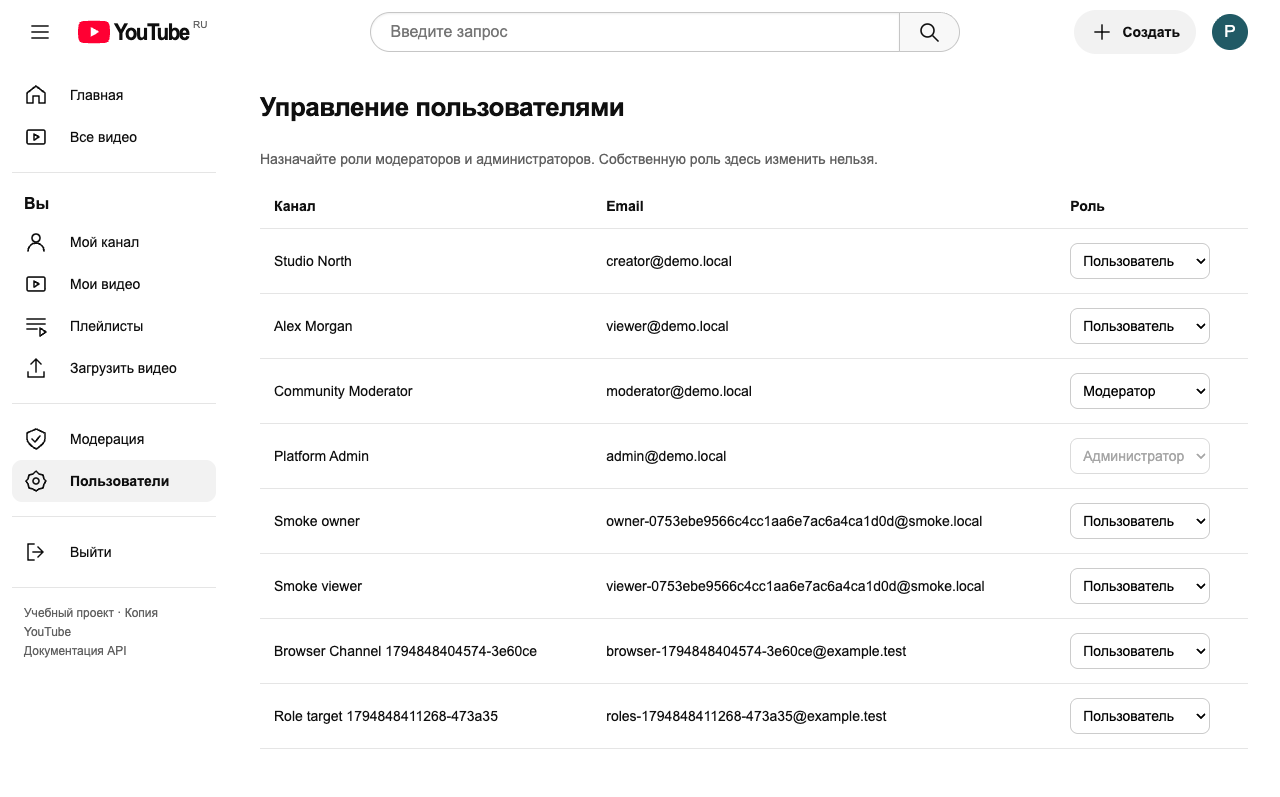 YouTube RU
Введите запрос
Создать
P
Главная
Все видео
Вы
Мой канал
Мои видео
Плейлисты
Загрузить видео
Модерация
Пользователи
Выйти
Учебный проект · Копия
YouTube
Документация API
Управление пользователями
Назначайте роли модераторов и администраторов. Собственную роль здесь изменить нельзя.
Канал Email Роль
Studio North creator@demo.local Пользователь
Alex Morgan viewer@demo.local Пользователь
Community Moderator moderator@demo.local Модератор
Platform Admin admin@demo.local Администратор
Smoke owner owner-0753ebe9566c4cc1aa6e7ac6a4ca1d0d@smoke.local Пользователь
Smoke viewer viewer-0753ebe9566c4cc1aa6e7ac6a4ca1d0d@smoke.local Пользователь
Browser Channel 1794848404574-3e60ce browser-1794848404574-3e60ce@example.test Пользователь
Role target 1794848411268-473a35 roles-1794848411268-473a35@example.test Пользователь